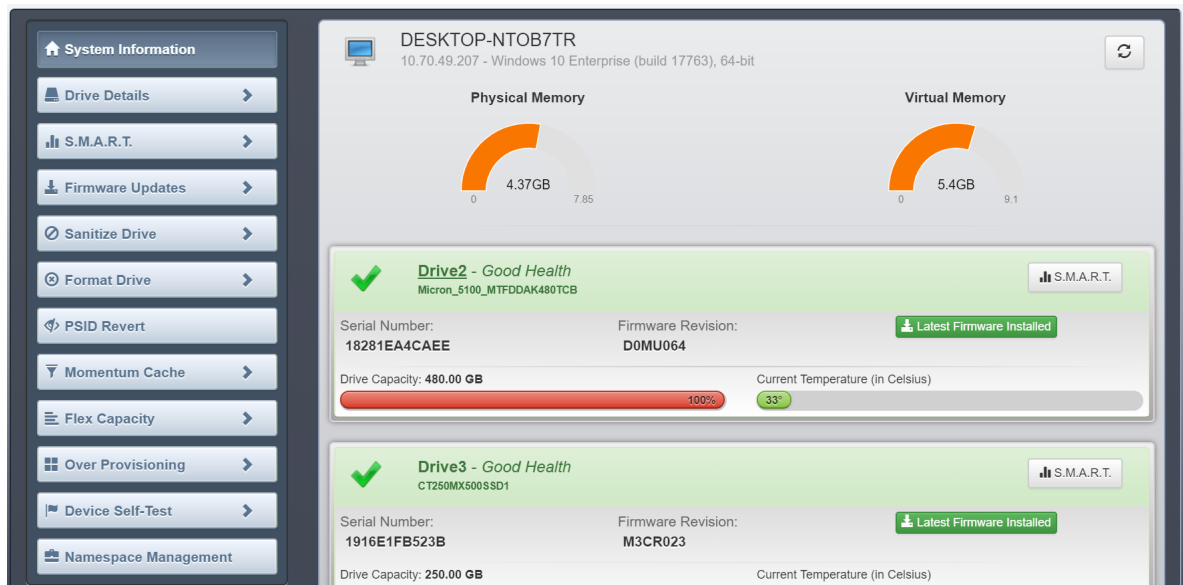 System Information
Drive Details
S.M.A.R.T.
Firmware Updates
Sanitize Drive
Format Drive
PSID Revert
Momentum Cache
Flex Capacity
Over Provisioning
Device Self-Test
Namespace Management
DESKTOP-NTOB7TR
10.70.49.207 - Windows 10 Enterprise (build 17763), 64-bit
Physical Memory
4.37GB
0 7.85
Virtual Memory
5.4GB
0 9.1
Drive2 - Good Health
Micron_5100_MTFDDAK480TCB
S.M.A.R.T.
Serial Number:
18281EA4CAEE
Firmware Revision:
D0MU064
Latest Firmware Installed
Drive Capacity: 480.00 GB
100%
Current Temperature (in Celsius)
33°
Drive3 - Good Health
CT250MX500SSD1
S.M.A.R.T.
Serial Number:
1916E1FB523B
Firmware Revision:
M3CR023
Latest Firmware Installed
Drive Capacity: 250.00 GB
Current Temperature (in Celsius)